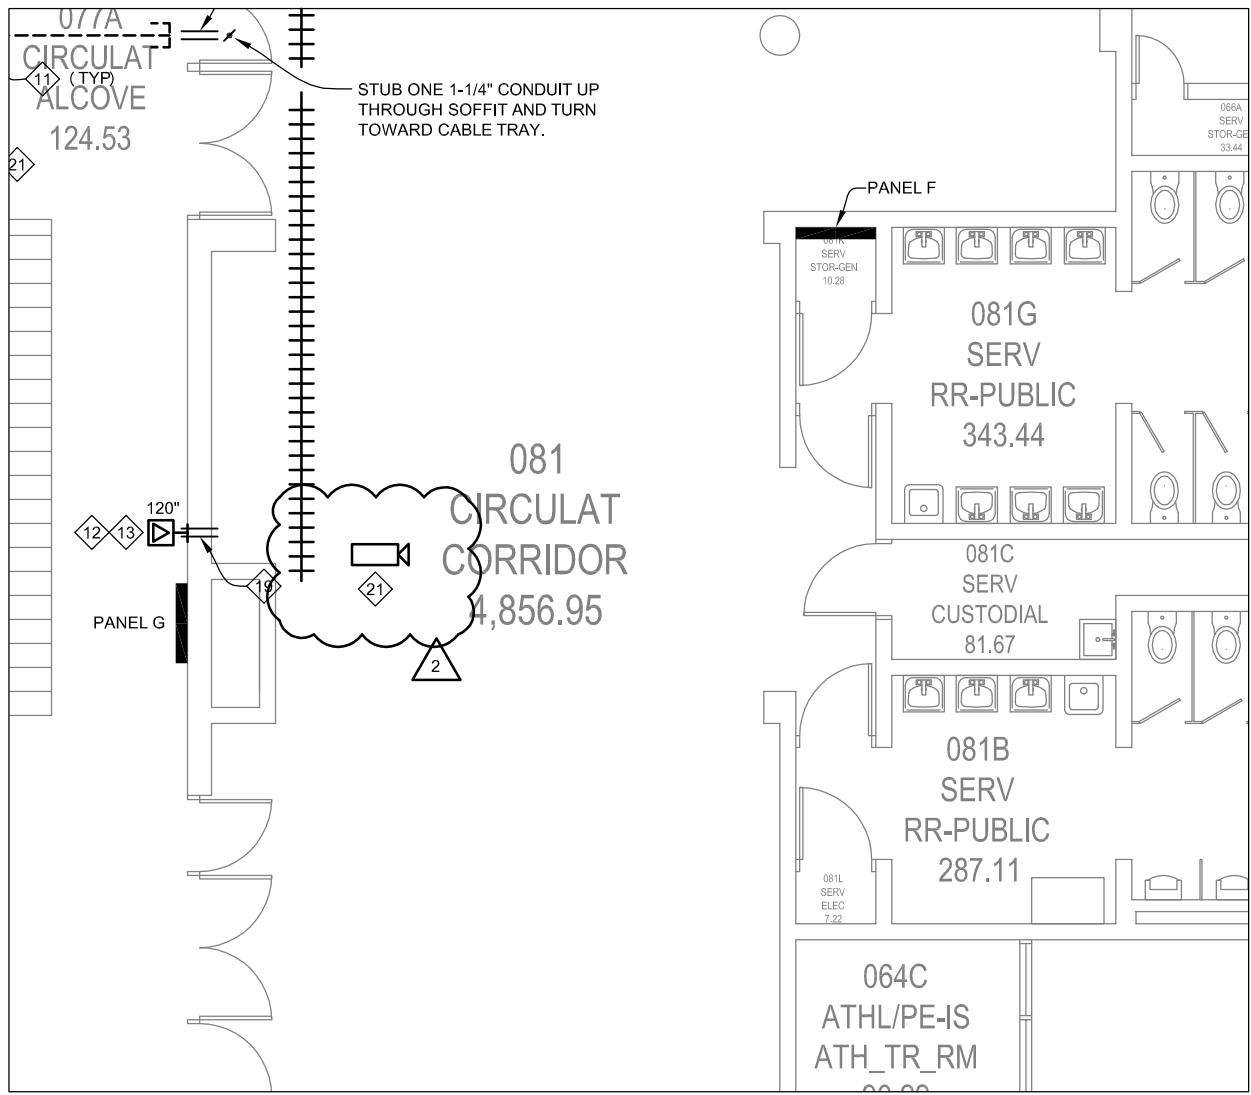 077A
CIRCULAT
ALCOVE
124.53
11
(TYP)
21
STUB ONE 1-1/4" CONDUIT UP
THROUGH SOFFIT AND TURN
TOWARD CABLE TRAY.
066A
SERV
STOR-GE
33.44
PANEL F
081K
SERV
STOR-GEN
10.28
081G
SERV
RR-PUBLIC
343.44
081
CIRCULAT
CORRIDOR
4,856.95
120"
12
13
19
21
2
PANEL G
081C
SERV
CUSTODIAL
81.67
081B
SERV
RR-PUBLIC
287.11
081L
SERV
ELEC
7.22
064C
ATHL/PE-IS
ATH_TR_RM